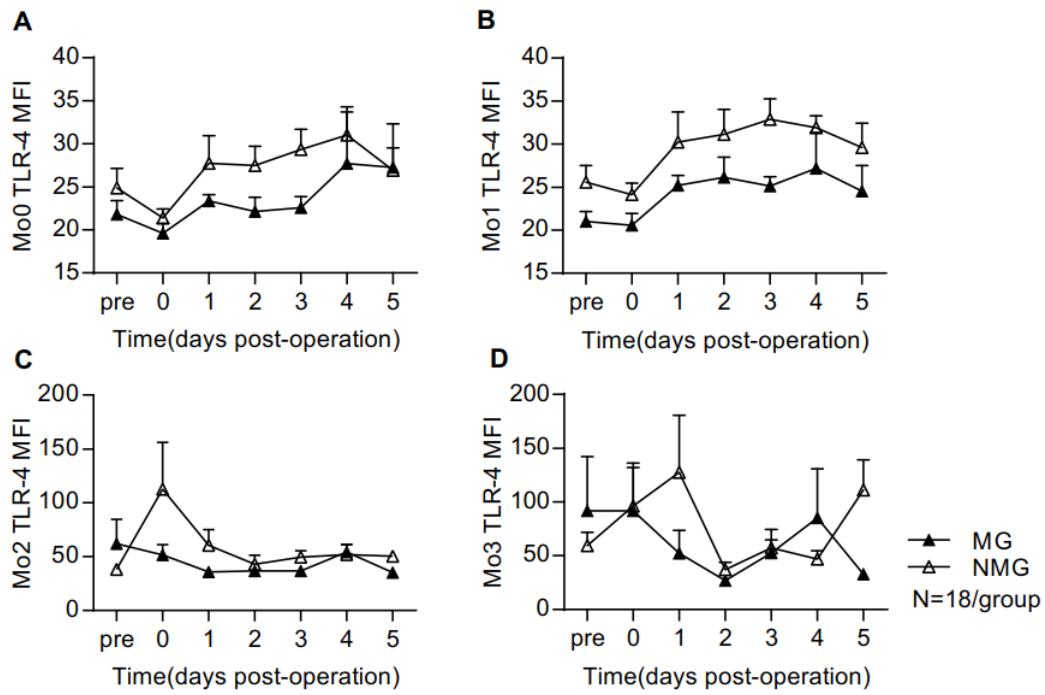 A
40
35
30
25
20
15
Mo0 TLR-4 MFI
pre 0 1 2 3 4 5
Time(days post-operation)
B
40
35
30
25
20
15
Mo1 TLR-4 MFI
pre 0 1 2 3 4 5
Time(days post-operation)
C
200
150
100
50
0
Mo2 TLR-4 MFI
pre 0 1 2 3 4 5
Time(days post-operation)
D
200
150
100
50
0
Mo3 TLR-4 MFI
pre 0 1 2 3 4 5
Time(days post-operation)
MG
NMG
N=18/group